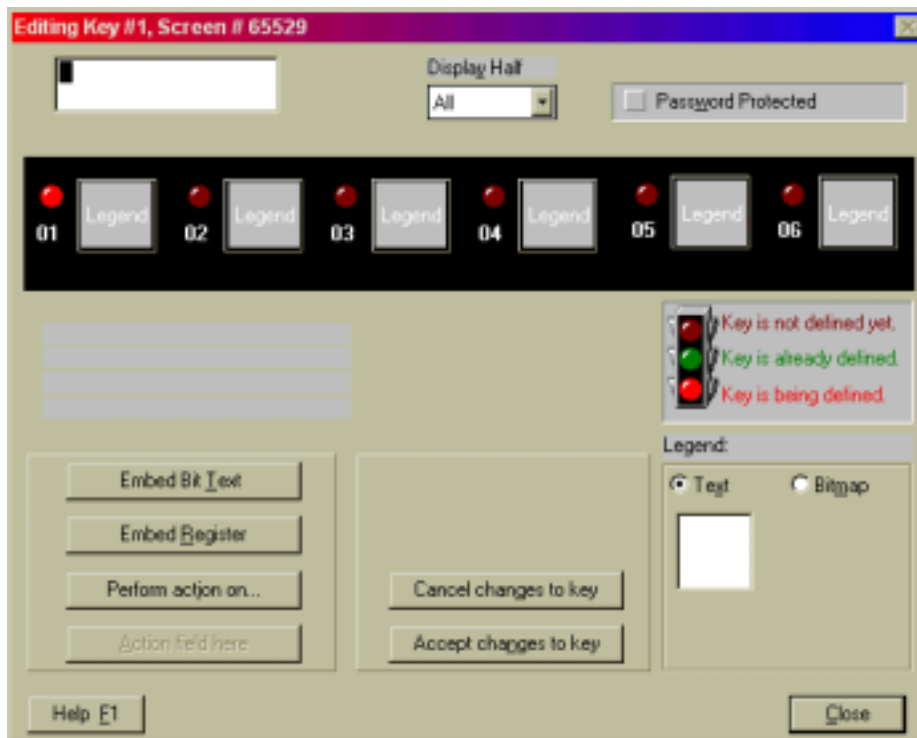 Editing Key #1, Screen # 65529
Display Half
All
Password Protected
01
Legend
02
Legend
03
Legend
04
Legend
05
Legend
06
Legend
Key is not defined yet.
Key is already defined.
Key is being defined.
Legend:
Text
Bitmap
Embed Bit Text
Embed Register
Perform action on...
Action field here
Cancel changes to key
Accept changes to key
Help F1
Close